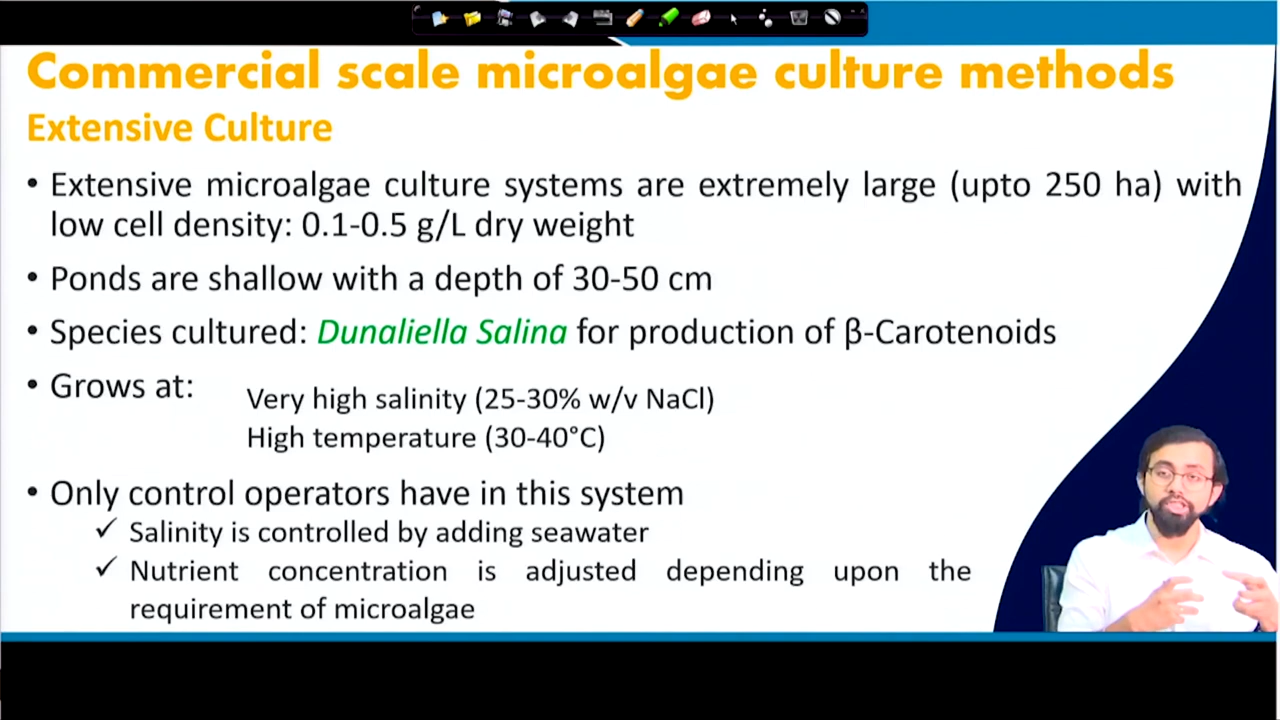 Commercial scale microalgae culture methods
Extensive Culture
• Extensive microalgae culture systems are extremely large (upto 250 ha) with
low cell density: 0.1-0.5 g/L dry weight
• Ponds are shallow with a depth of 30-50 cm
• Species cultured: Dunaliella Salina for production of β-Carotenoids
• Grows at:
Very high salinity (25-30% w/v NaCl)
High temperature (30-40°C)
• Only control operators have in this system
✓ Salinity is controlled by adding seawater
✓ Nutrient concentration is adjusted depending upon the
requirement of microalgae